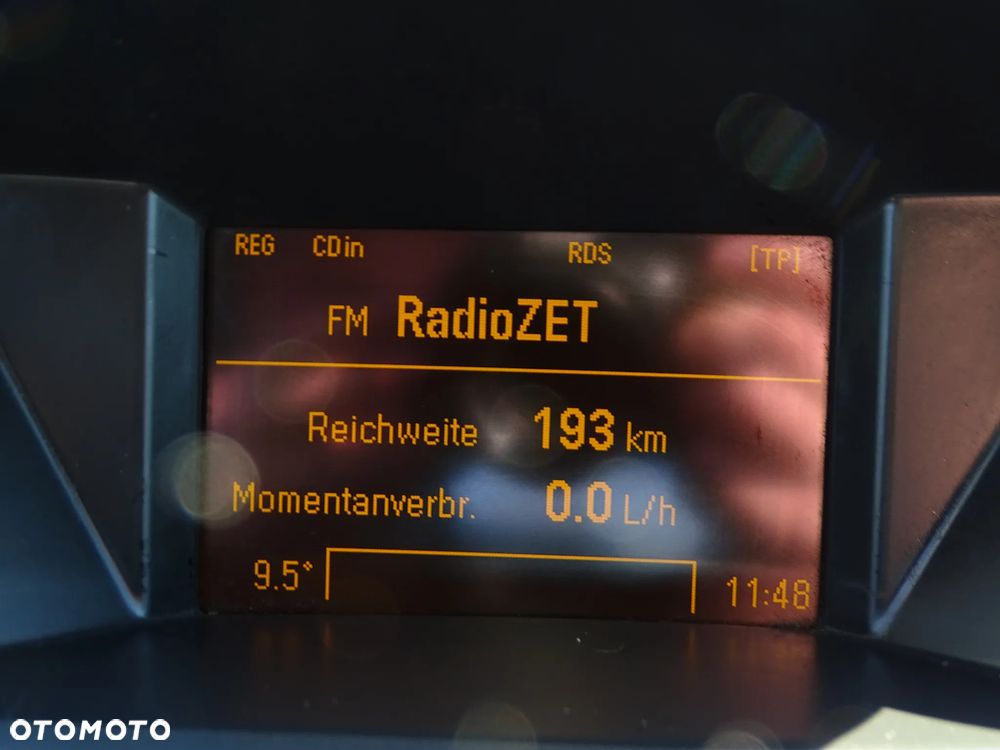 REG CDin RDS [TP]
FM RadioZET
Reichweite 193 km
Momentanverbr. 0.0 L/h
9.5° 11:48
OTOMOTO